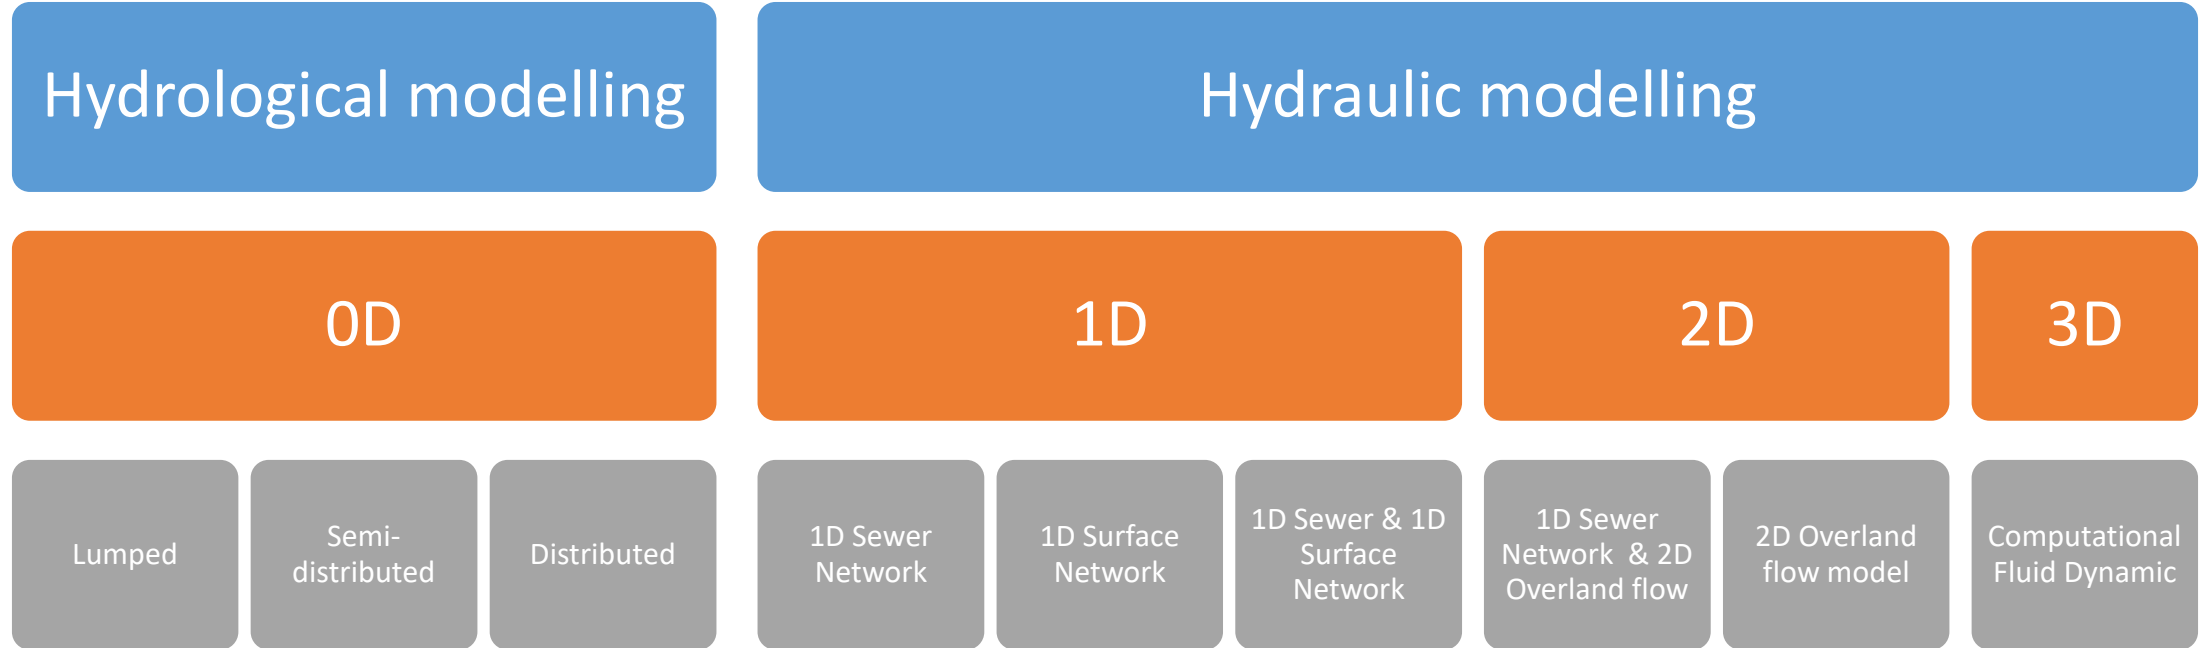 Hydrological modelling
Hydraulic modelling
0D
1D
2D
3D
Lumped
Semi-
distributed
Distributed
1D Sewer
Network
1D Surface
Network
1D Sewer & 1D
Surface
Network
1D Sewer
Network & 2D
Overland flow
2D Overland
flow model
Computational
Fluid Dynamic